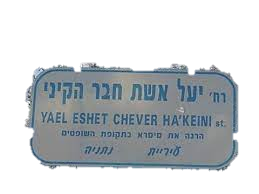 רח' יעל אשת חבר הקיני
YAEL ESHET CHEVER HA'KEINI st.
הרגה את סיסרא בתקופת השופטים
עיריית נתניה